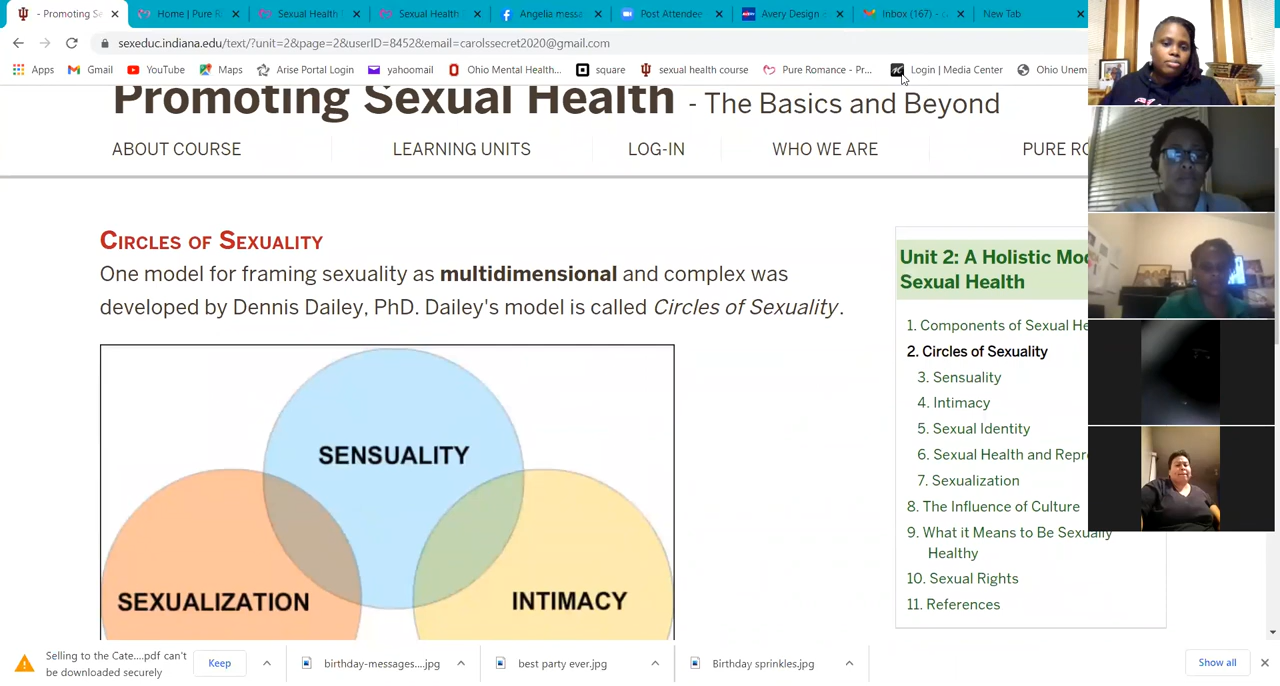 - Promoting Se
Home | Pure R
Sexual Health
Sexual Health
Angelia messa
Post Attendee
Avery Design
Inbox (167) -
New Tab
sexeduc.indiana.edu/text/?unit=2&page=2&userID=8452&email=carolssecret2020@gmail.com
Apps
Gmail
YouTube
Maps
Arise Portal Login
yahoomail
Ohio Mental Health...
square
sexual health course
Pure Romance - Pr...
Login | Media Center
Ohio Unem
Promoting Sexual Health - The Basics and Beyond
ABOUT COURSE
LEARNING UNITS
LOG-IN
WHO WE ARE
PURE RO
CIRCLES OF SEXUALITY
One model for framing sexuality as multidimensional and complex was
developed by Dennis Dailey, PhD. Dailey's model is called Circles of Sexuality.
SENSUALITY
SEXUALIZATION
INTIMACY
Unit 2: A Holistic Mod
Sexual Health
1. Components of Sexual He
2. Circles of Sexuality
3. Sensuality
4. Intimacy
5. Sexual Identity
6. Sexual Health and Repr
7. Sexualization
8. The Influence of Culture
9. What it Means to Be Sexually
Healthy
10. Sexual Rights
11. References
Selling to the Cate....pdf can't
be downloaded securely
Keep
birthday-messages....jpg
best party ever.jpg
Birthday sprinkles.jpg
Show all